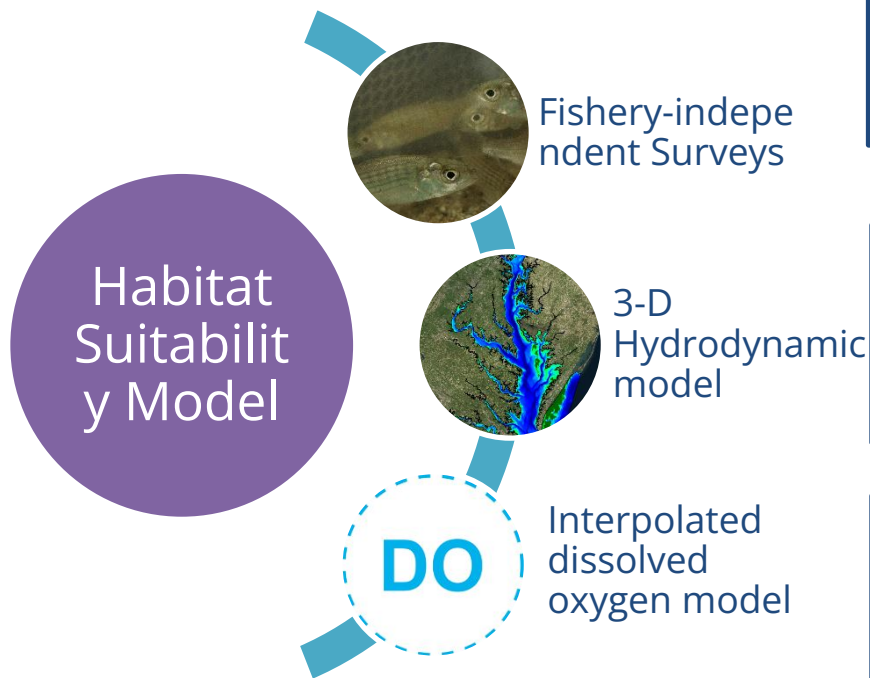 Fishery-indepe
ndent Surveys
Habitat
Suitabilit
y Model
3-D
Hydrodynamic
model
DO
Interpolated
dissolved
oxygen model